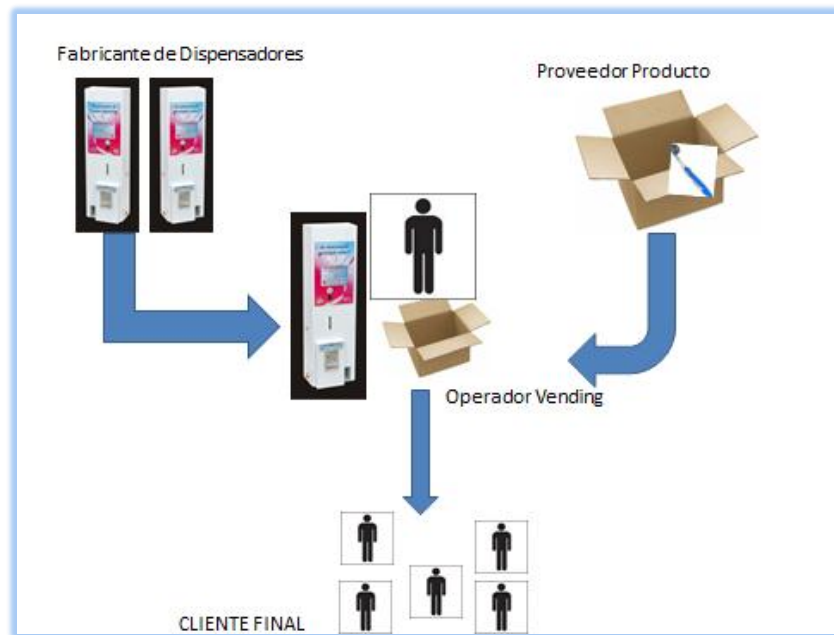 Fabricante de Dispensadores
Proveedor Producto
Operador Vending
CLIENTE FINAL